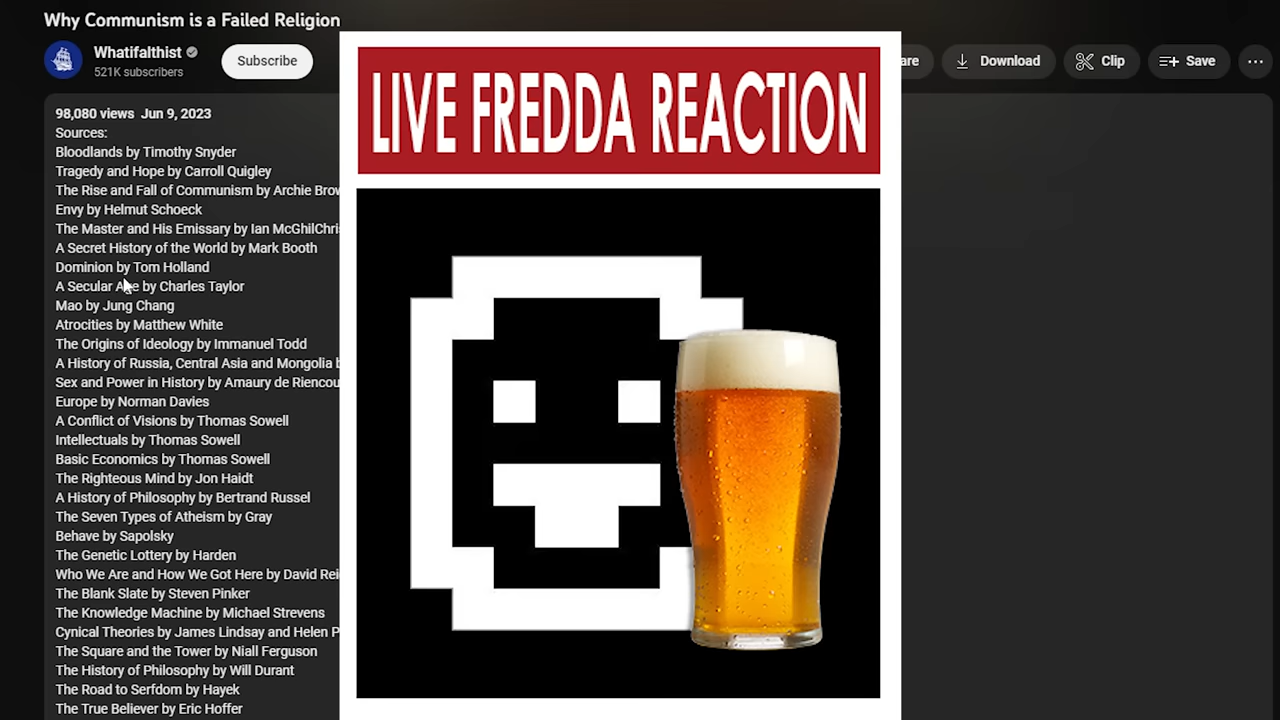 Why Communism is a Failed Religion
Whatifalthist
521K subscribers
Subscribe
Download
Clip
Save
LIVE FREDDA REACTION
98,080 views Jun 9, 2023
Sources:
Bloodlands by Timothy Snyder
Tragedy and Hope by Carroll Quigley
The Rise and Fall of Communism by Archie
Envy by Helmut Schoeck
The Master and His Emissary by Ian
A Secret History of the World by Mark Booth
Dominion by Tom Holland
A Secular by Charles Taylor
Mao by Jung Chang
Atrocities by Matthew White
The Origins of Ideology by Immanuel Todd
A History of Russia, Central Asia and Mongolia
Sex and Power in History by Amaury de
Europe by Norman Davies
A Conflict of Visions by Thomas Sowell
Intellectuals by Thomas Sowell
Basic Economics by Thomas Sowell
The Righteous Mind by Jon Haidt
A History of Philosophy by Bertrand Russel
The Seven Types of Atheism by Gray
Behave by Sapolsky
The Genetic Lottery by Harden
Who We Are and How We Got Here by David
The Blank Slate by Steven Pinker
The Knowledge Machine by Michael Strevens
Cynical Theories by James Lindsay and Helen
The Square and the Tower by Niall Ferguson
The History of Philosophy by Will Durant
The Road to Serfdom by Hayek
The True Believer by Eric Hoffer